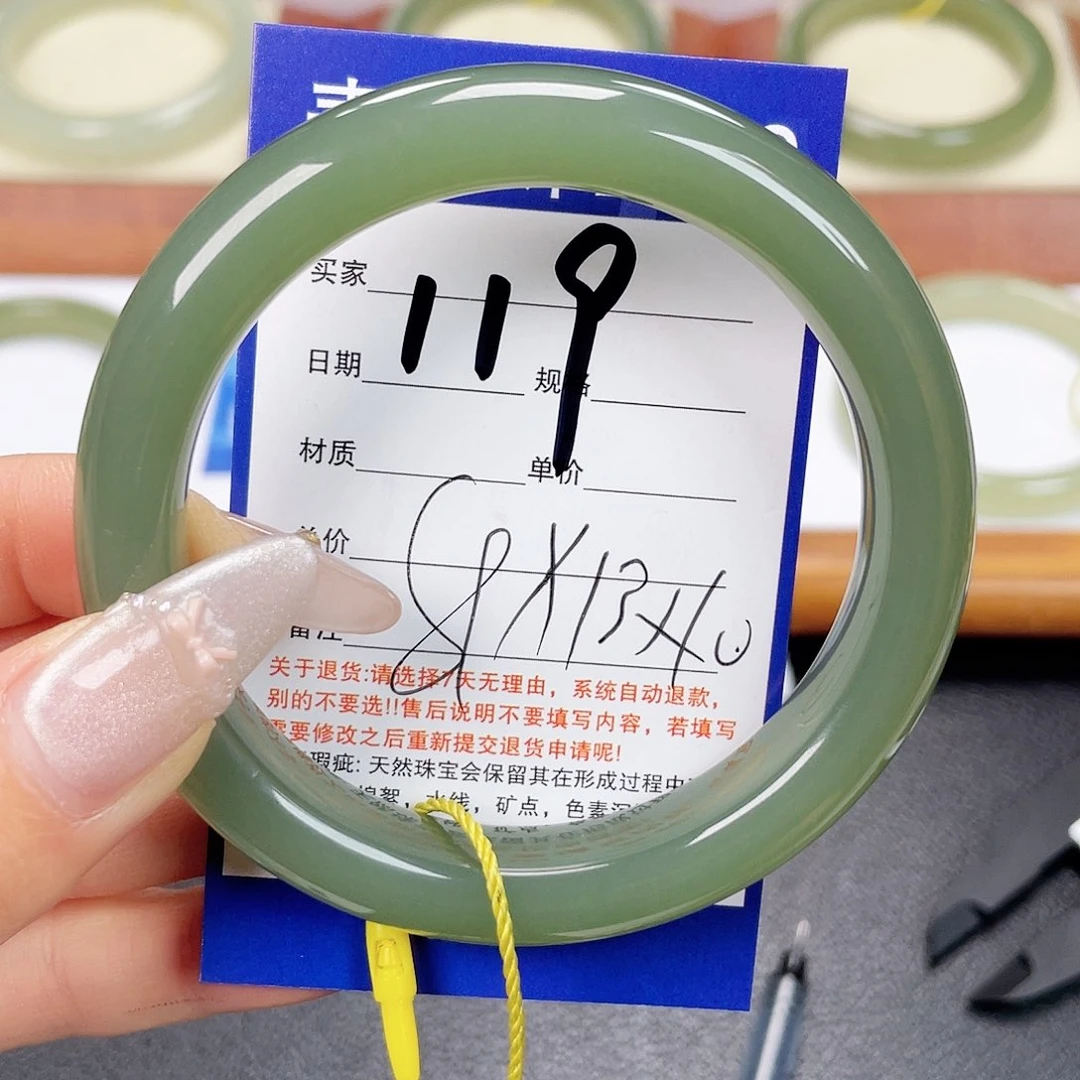 买家
119
日期 规格
材质 单价
单价
备注
关于退货:请选择7天无理由，系统自动退款，
别的不要选!!售后说明不要填写内容，若填写
需要修改之后重新提交退货申请呢!
瑕疵: 天然珠宝会保留其在形成过程中
棉絮，水线，矿点，色素沉